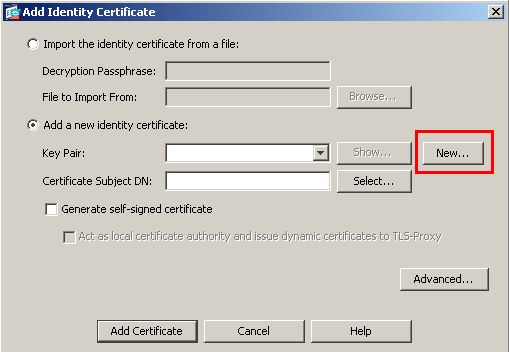 Add Identity Certificate
Import the identity certificate from a file:
Decryption Passphrase:
File to Import From: Browse...
Add a new identity certificate:
Key Pair: Show... New...
Certificate Subject DN: Select...
Generate self-signed certificate
Act as local certificate authority and issue dynamic certificates to TLS-Proxy
Advanced...
Add Certificate Cancel Help